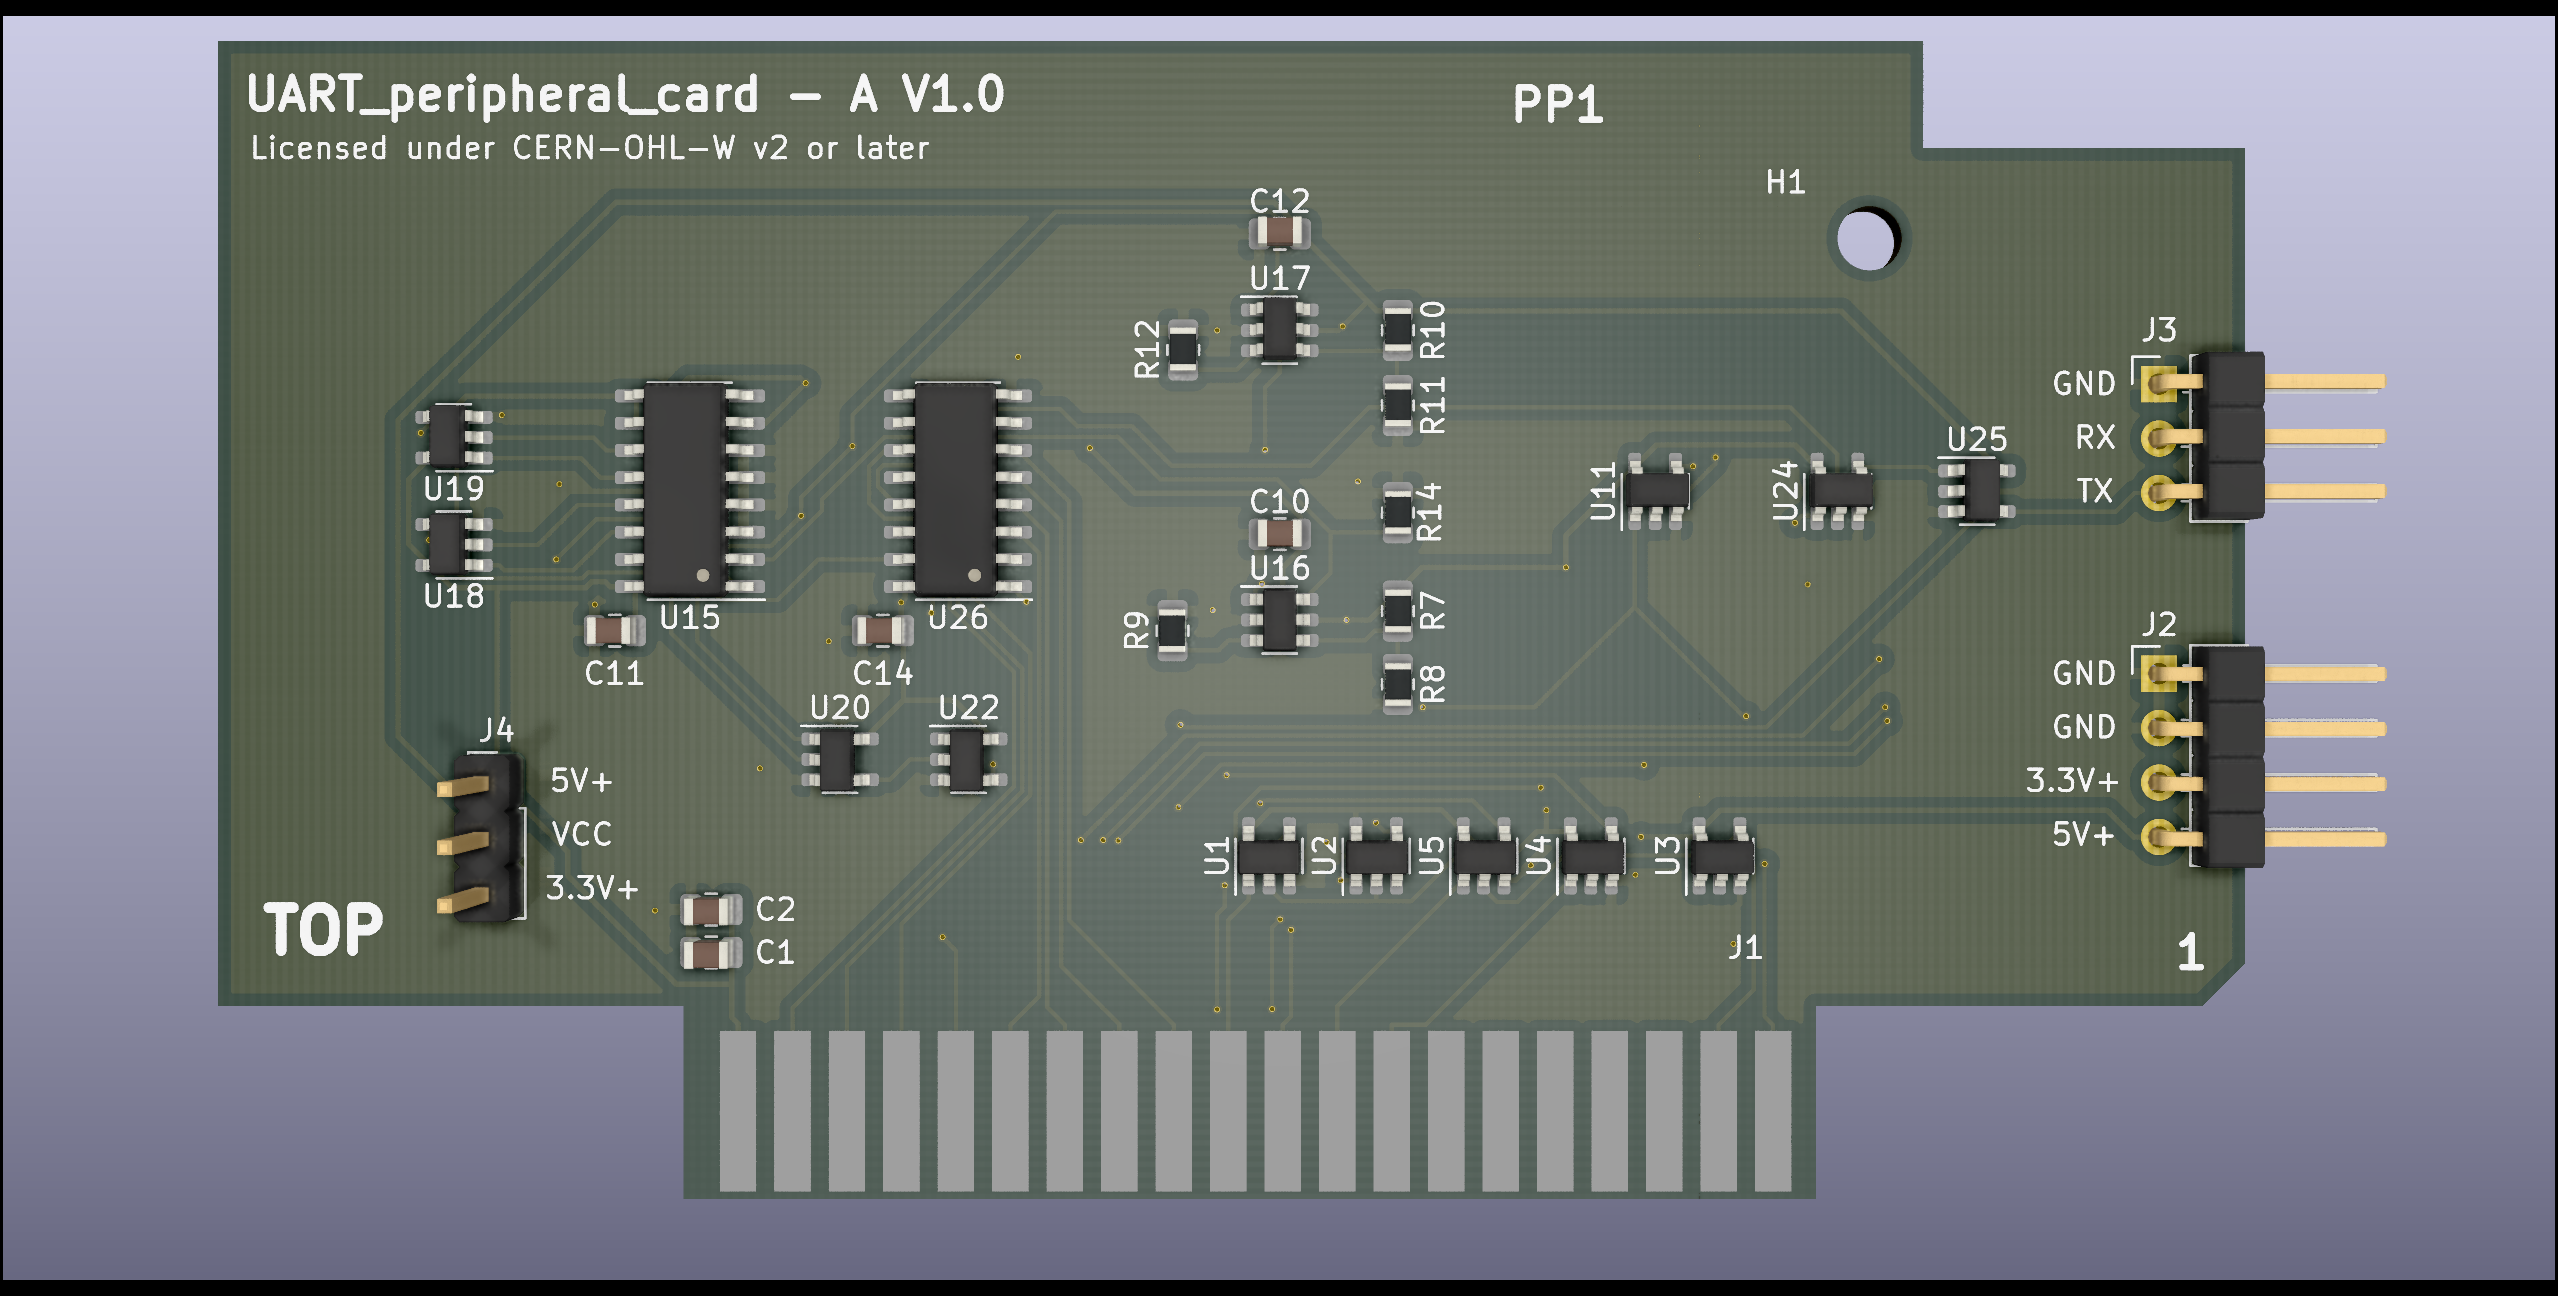 UART_peripheral_card - A V1.0
PP1
Licensed under CERN-OHL-W v2 or later
H1
C12
U17
R12
R10
R11
J3
GND
RX
TX
U25
U19
U18
U15
U26
C11
C14
C10
U16
R14
R9
R7
R8
U11
U24
J2
GND
GND
3.3V+
5V+
U20
U22
J4
5V+
VCC
3.3V+
TOP
C2
C1
U1
U2
U5
U4
U3
J1
1